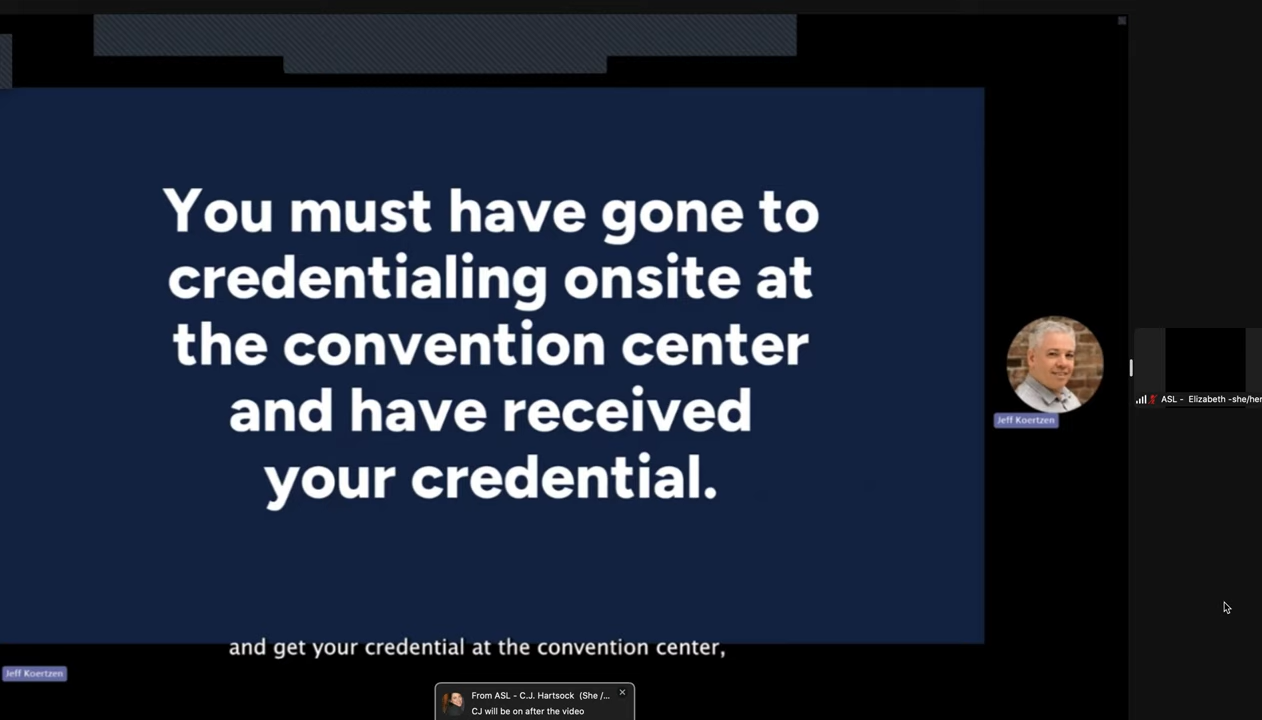 You must have gone to
credentialing onsite at
the convention center
and have received
your credential.
Jeff Koertzen
ASL - Elizabeth -she/her
and get your credential at the convention center,
Jeff Koertzen
From ASL - C.J. Hartsock (She /...
CJ will be on after the video